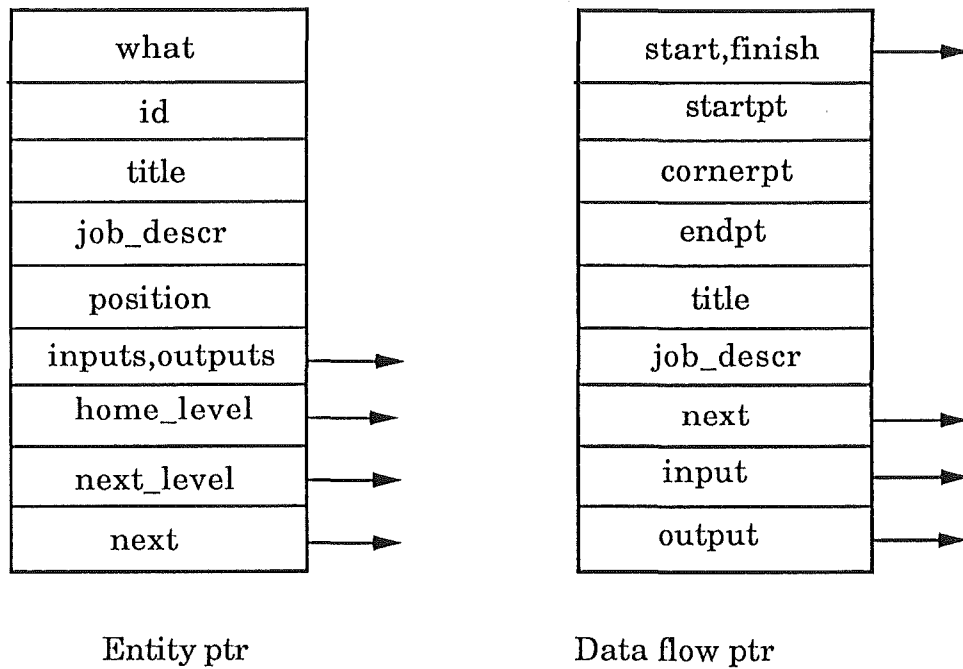 what
id
title
job_descr
position
inputs,outputs
home_level
next_level
next
Entity ptr
start,finish
startpt
cornerpt
endpt
title
job_descr
next
input
output
Data flow ptr